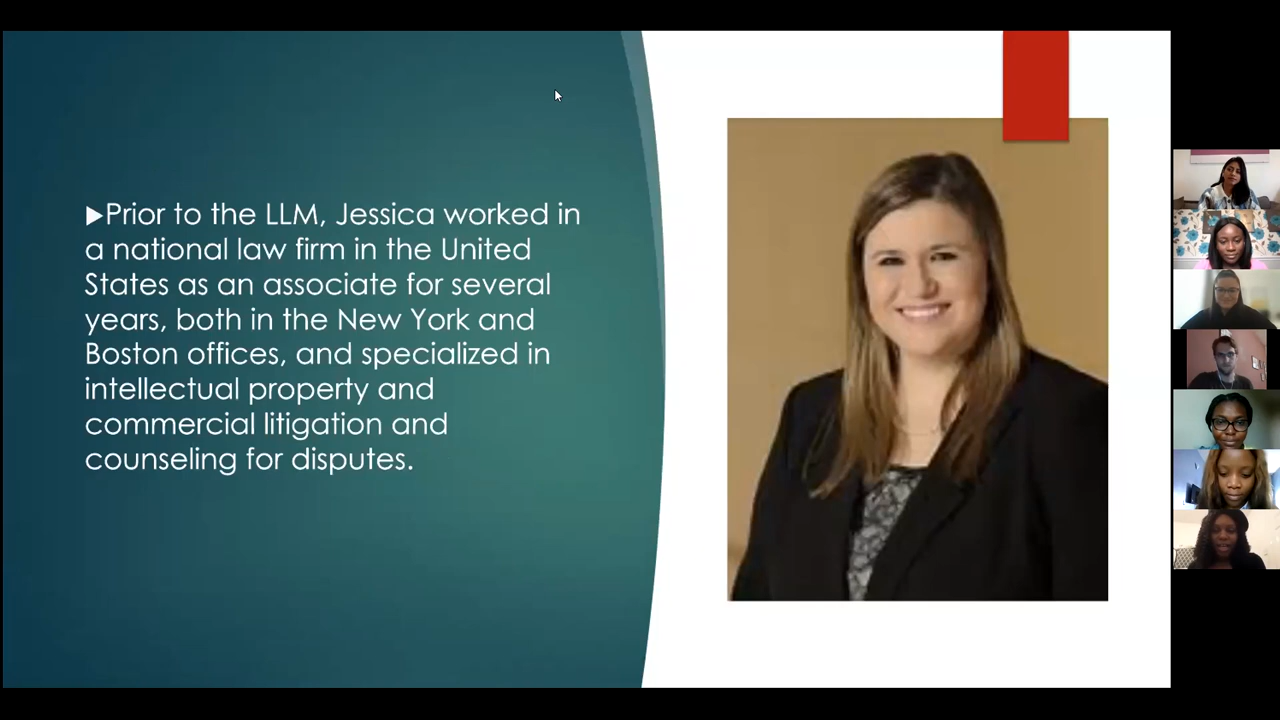 Prior to the LLM, Jessica worked in
a national law firm in the United
States as an associate for several
years, both in the New York and
Boston offices, and specialized in
intellectual property and
commercial litigation and
counseling for disputes.